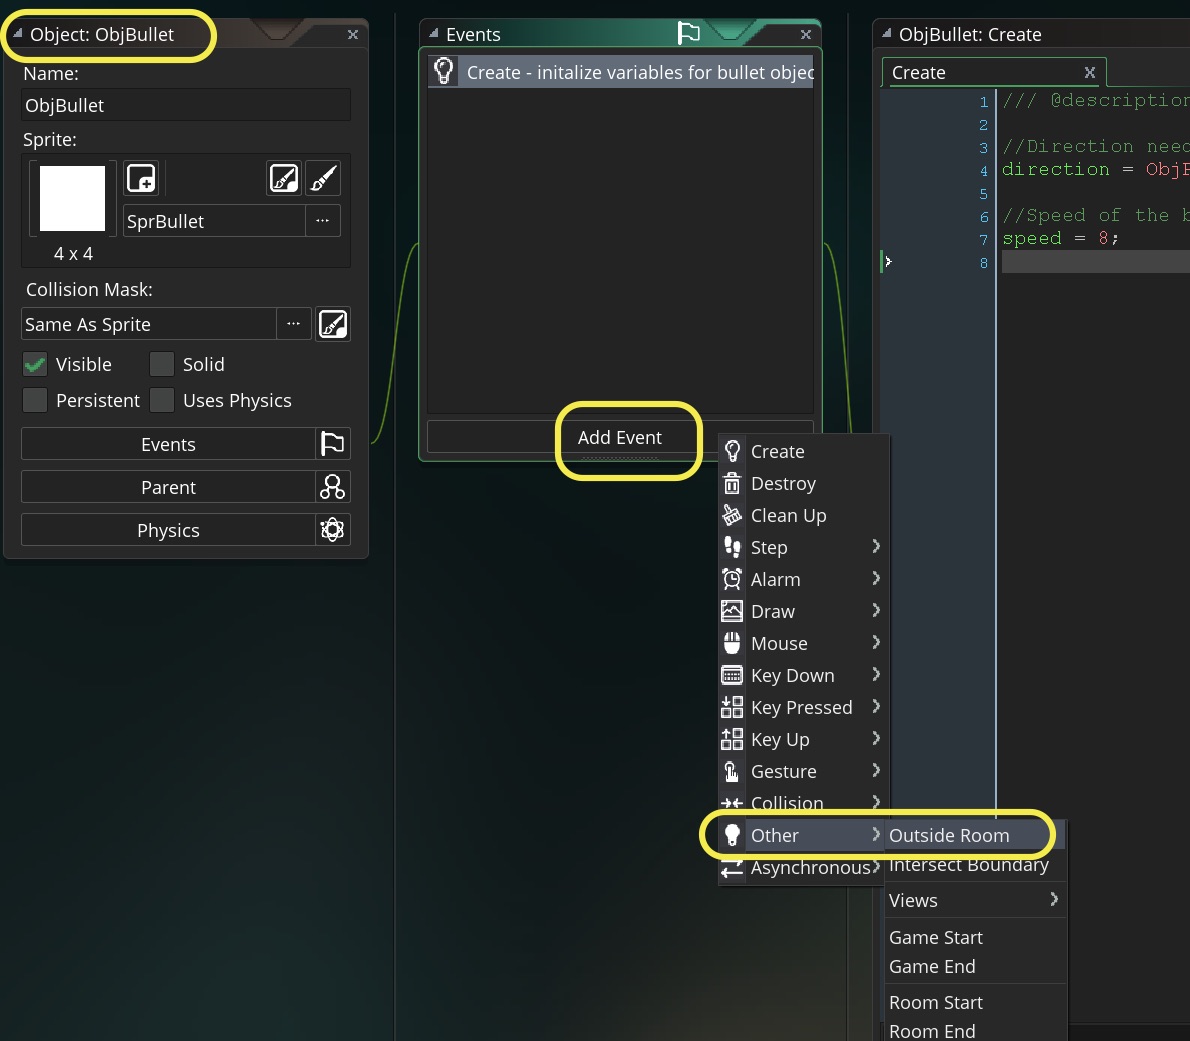 Object: ObjBullet
Name:
ObjBullet
Sprite:
SprBullet
4 x 4
Collision Mask:
Same As Sprite
Visible
Solid
Persistent
Uses Physics
Events
Parent
Physics
Events
Create - initalize variables for bullet objec
Add Event
Create
Destroy
Clean Up
Step
Alarm
Draw
Mouse
Key Down
Key Pressed
Key Up
Gesture
Collision
Other
Asynchronous
Outside Room
Intersect Boundary
Views
Game Start
Game End
Room Start
Room End
ObjBullet: Create
Create
1 /// @description
2
3 //Direction need
4 direction = ObjP
5
6 //Speed of the b
7 speed = 8;
8